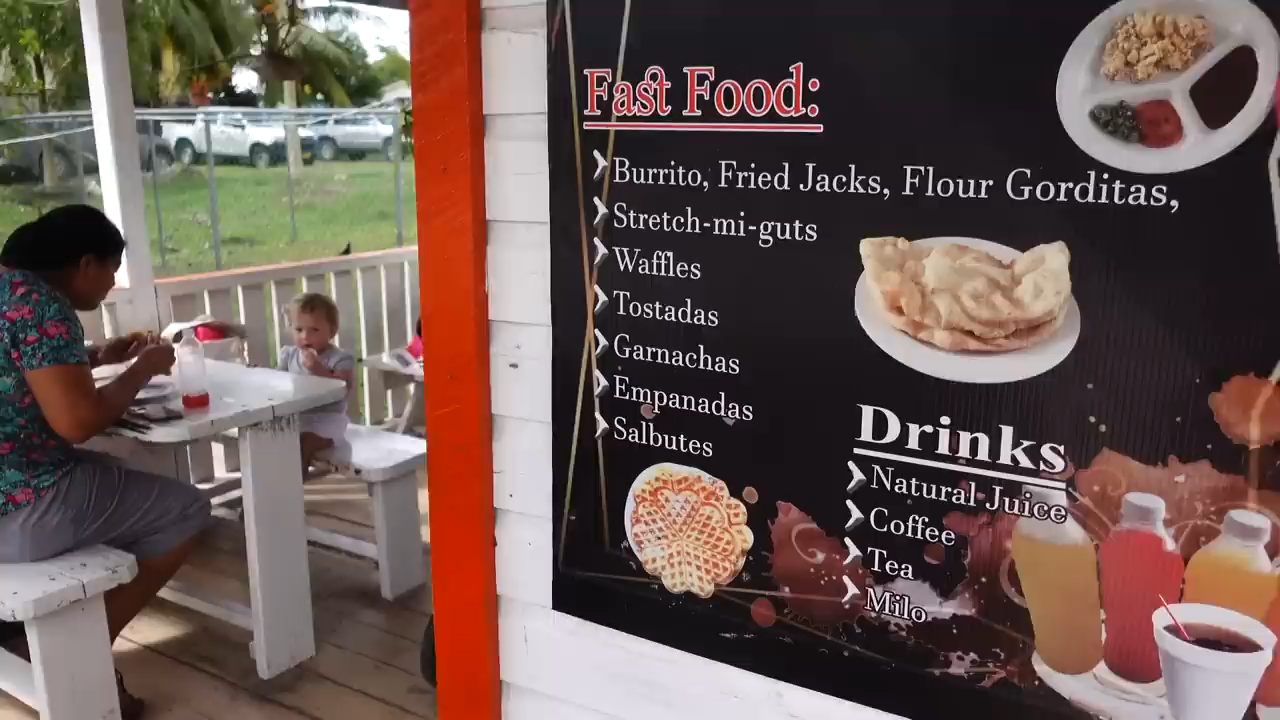 Fast Food:
Burrito, Fried Jacks, Flour Gorditas,
Stretch-mi-guts
Waffles
Tostadas
Garnachas
Empanadas
Salbutes
Drinks
Natural Juice
Coffee
Tea
Milo